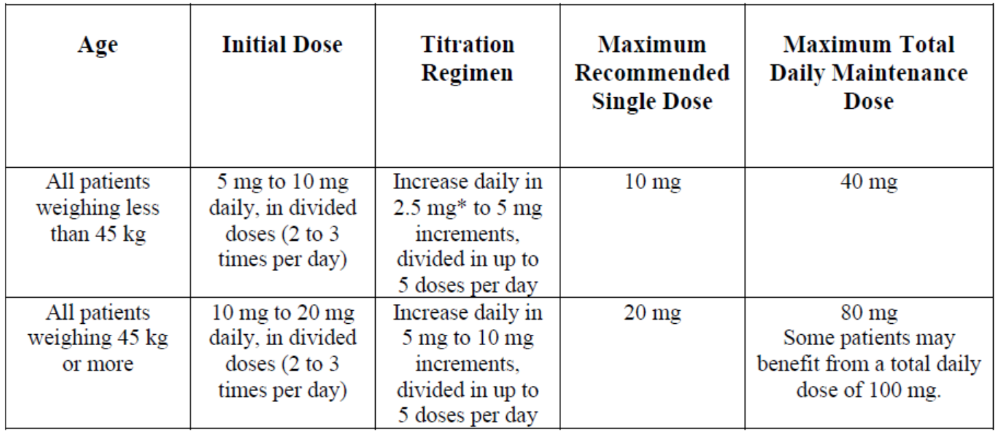 Age
Initial Dose
Titration
Regimen
Maximum
Recommended
Single Dose
Maximum Total
Daily Maintenance
Dose
All patients
weighing less
than 45 kg
5 mg to 10 mg
daily, in divided
doses (2 to 3
times per day)
Increase daily in
2.5 mg* to 5 mg
increments,
divided in up to
5 doses per day
10 mg
40 mg
All patients
weighing 45 kg
or more
10 mg to 20 mg
daily, in divided
doses (2 to 3
times per day)
Increase daily in
5 mg to 10 mg
increments,
divided in up to
5 doses per day
20 mg
80 mg
Some patients may
benefit from a total daily
dose of 100 mg.